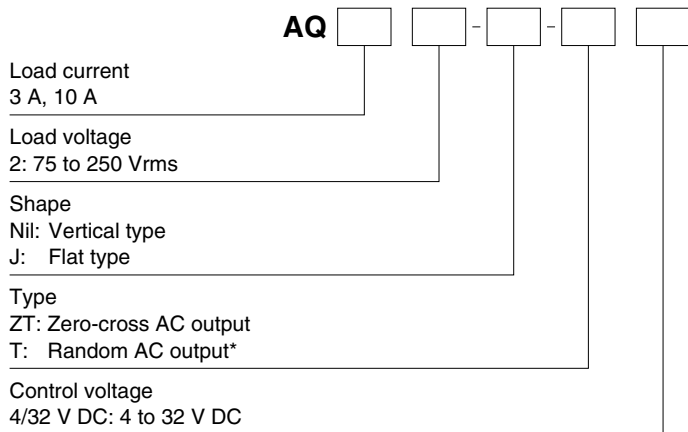 AQ - -
Load current
3 A, 10 A
Load voltage
2: 75 to 250 Vrms
Shape
Nil: Vertical type
J: Flat type
Type
ZT: Zero-cross AC output
T: Random AC output*
Control voltage
4/32 V DC: 4 to 32 V DC